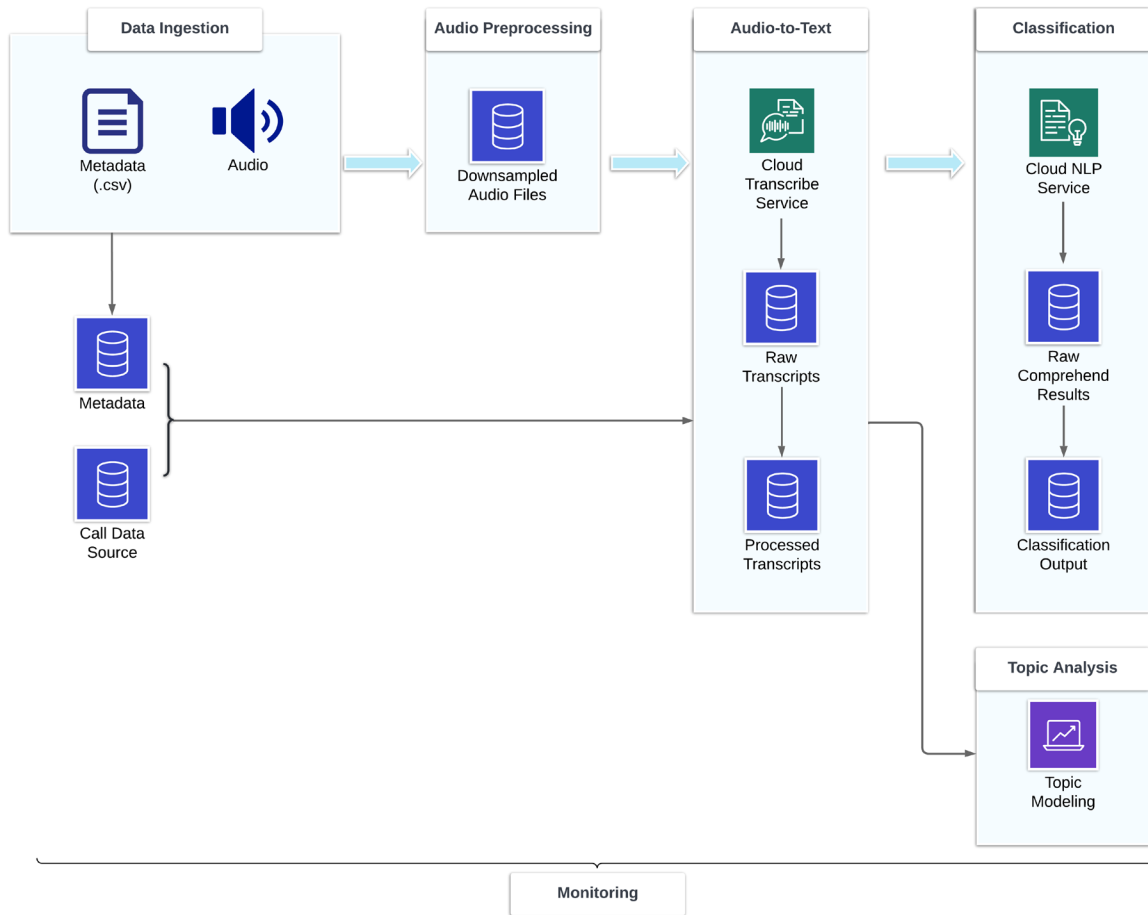 Data Ingestion
Metadata
(.csv)
Audio
Audio Preprocessing
Downsampled
Audio Files
Audio-to-Text
Cloud
Transcribe
Service
Raw
Transcripts
Processed
Transcripts
Classification
Cloud NLP
Service
Raw
Comprehend
Results
Classification
Output
Metadata
Call Data
Source
Topic Analysis
Topic
Modeling
Monitoring